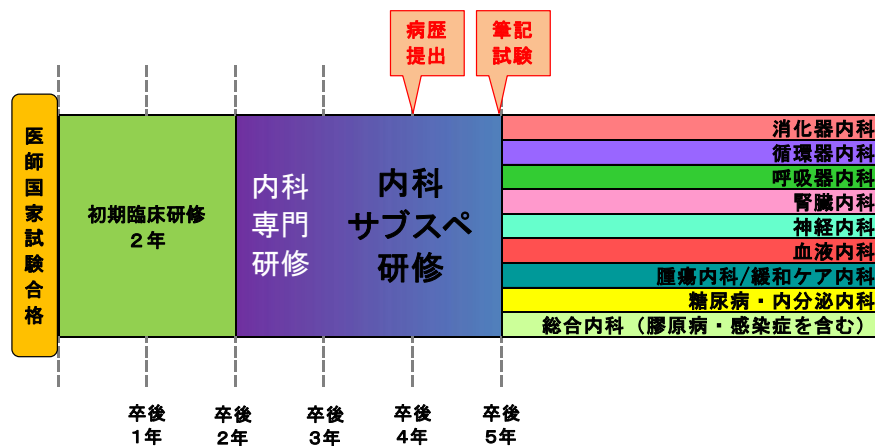 病歴
提出
筆記
試験
医師国家試験合格
初期臨床研修
２年
内科
専門
研修
内科
サブスペ
研修
消化器内科
循環器内科
呼吸器内科
腎臓内科
神経内科
血液内科
腫瘍内科/緩和ケア内科
糖尿病・内分泌内科
総合内科（膠原病・感染症を含む）
卒後
1年
卒後
2年
卒後
3年
卒後
4年
卒後
5年